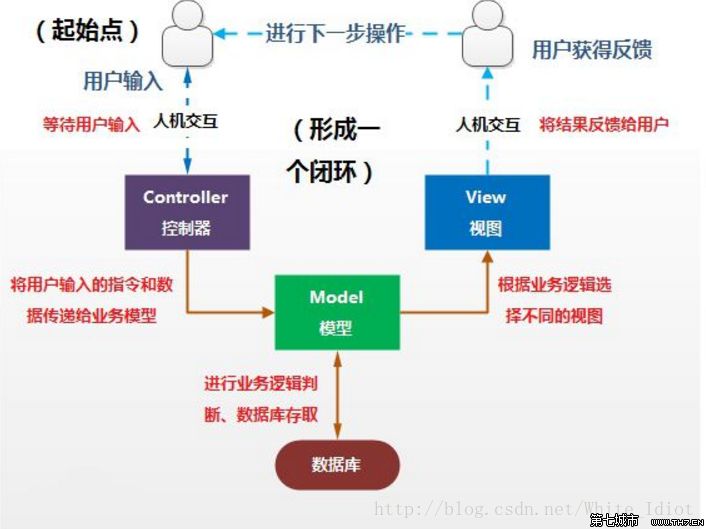 （起始点）
进行下一步操作
用户获得反馈
用户输入
等待用户输入
人机交互
（形成一
个闭环）
人机交互
将结果反馈给用户
Controller
控制器
View
视图
将用户输入的指令和数
据传递给业务模型
Model
模型
根据业务逻辑选
择不同的视图
进行业务逻辑判
断、数据库存取
数据库
http://blog.csdn.net/White_Idiot
第七城市 WWW.TH7.CN